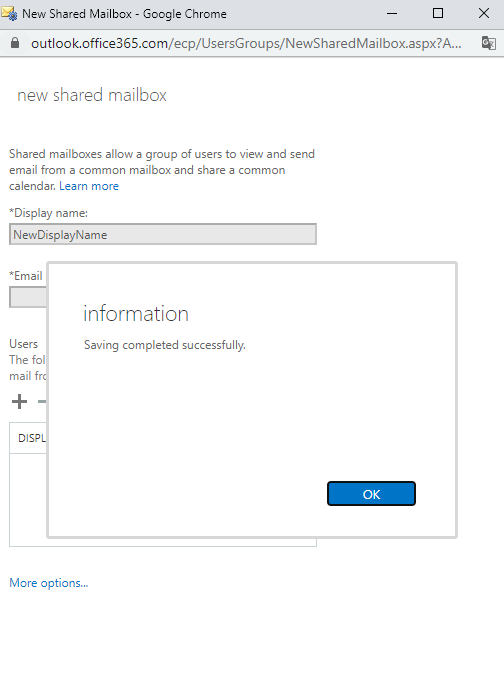 New Shared Mailbox - Google Chrome
outlook.office365.com/ecp/UsersGroups/NewSharedMailbox.aspx?A...
new shared mailbox
Shared mailboxes allow a group of users to view and send
email from a common mailbox and share a common
calendar. Learn more
*Display name:
NewDisplayName
*Email
information
Saving completed successfully.
Users
The fol
mail fro
DISPL
OK
More options...